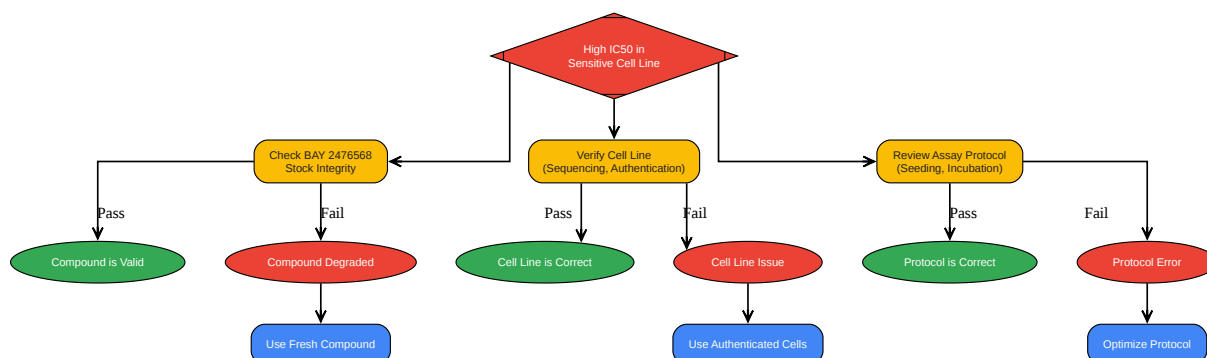 High IC50 in
Sensitive Cell Line
Check BAY 2476568
Stock Integrity
Verify Cell Line
(Sequencing, Authentication)
Review Assay Protocol
(Seeding, Incubation)
Pass
Fail
Pass
Fail
Pass
Fail
Compound is Valid
Compound Degraded
Cell Line is Correct
Cell Line Issue
Protocol is Correct
Protocol Error
Use Fresh Compound
Use Authenticated Cells
Optimize Protocol